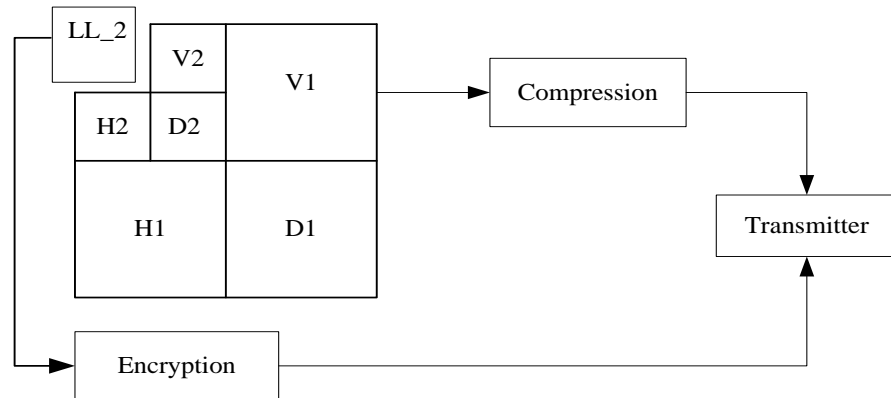 LL_2
V2
V1
Compression
H2
D2
H1
D1
Transmitter
Encryption